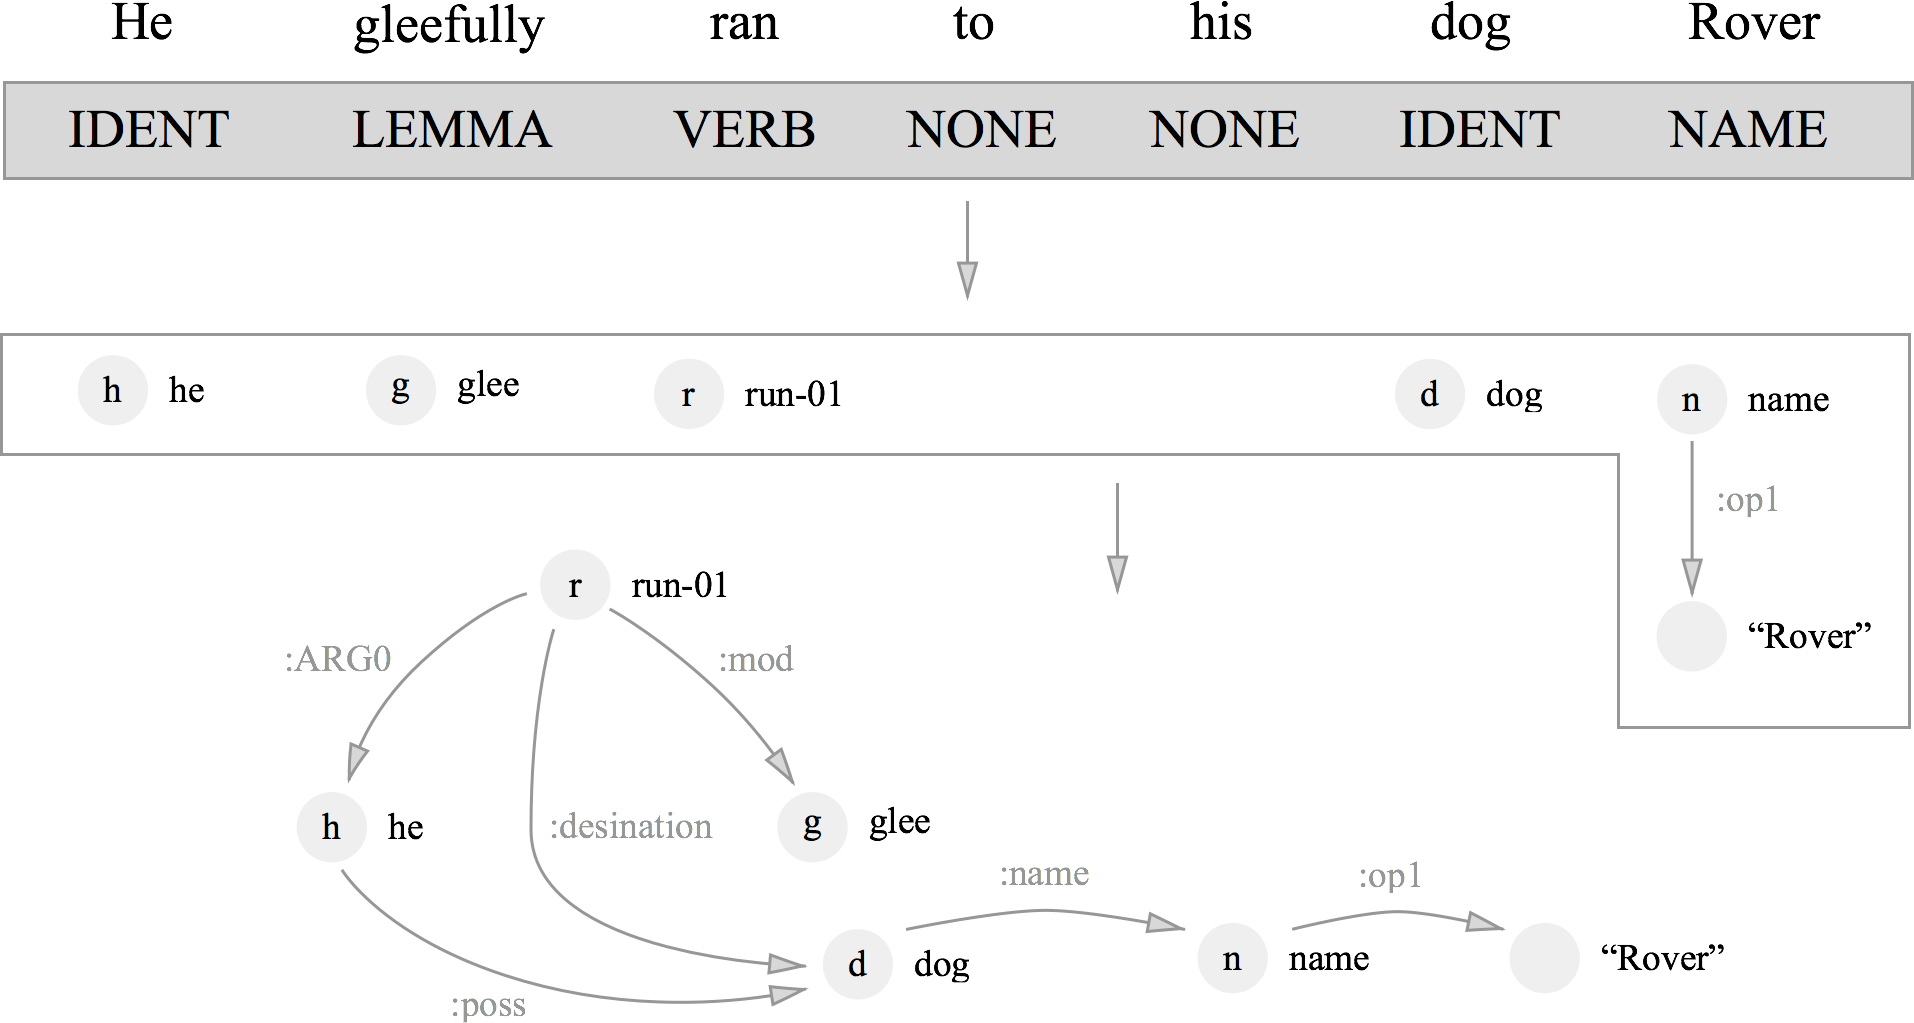 He gleefully ran to his dog Rover
IDENT LEMMA VERB NONE NONE IDENT NAME
h he g glee r run-01 d dog n name
:op1
“Rover”
r run-01
:ARG0 :mod
h he :desination g glee
:name :op1
d dog n name “Rover”
:poss